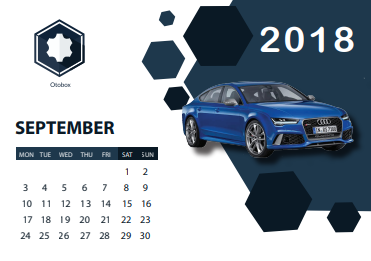 2018
Otobox
SEPTEMBER
MON TUE WED THU FRI SAT SUN
1 2
3 4 5 6 7 8 9
10 11 12 13 14 15 16
17 18 19 20 21 22 23
24 25 26 27 28 29 30